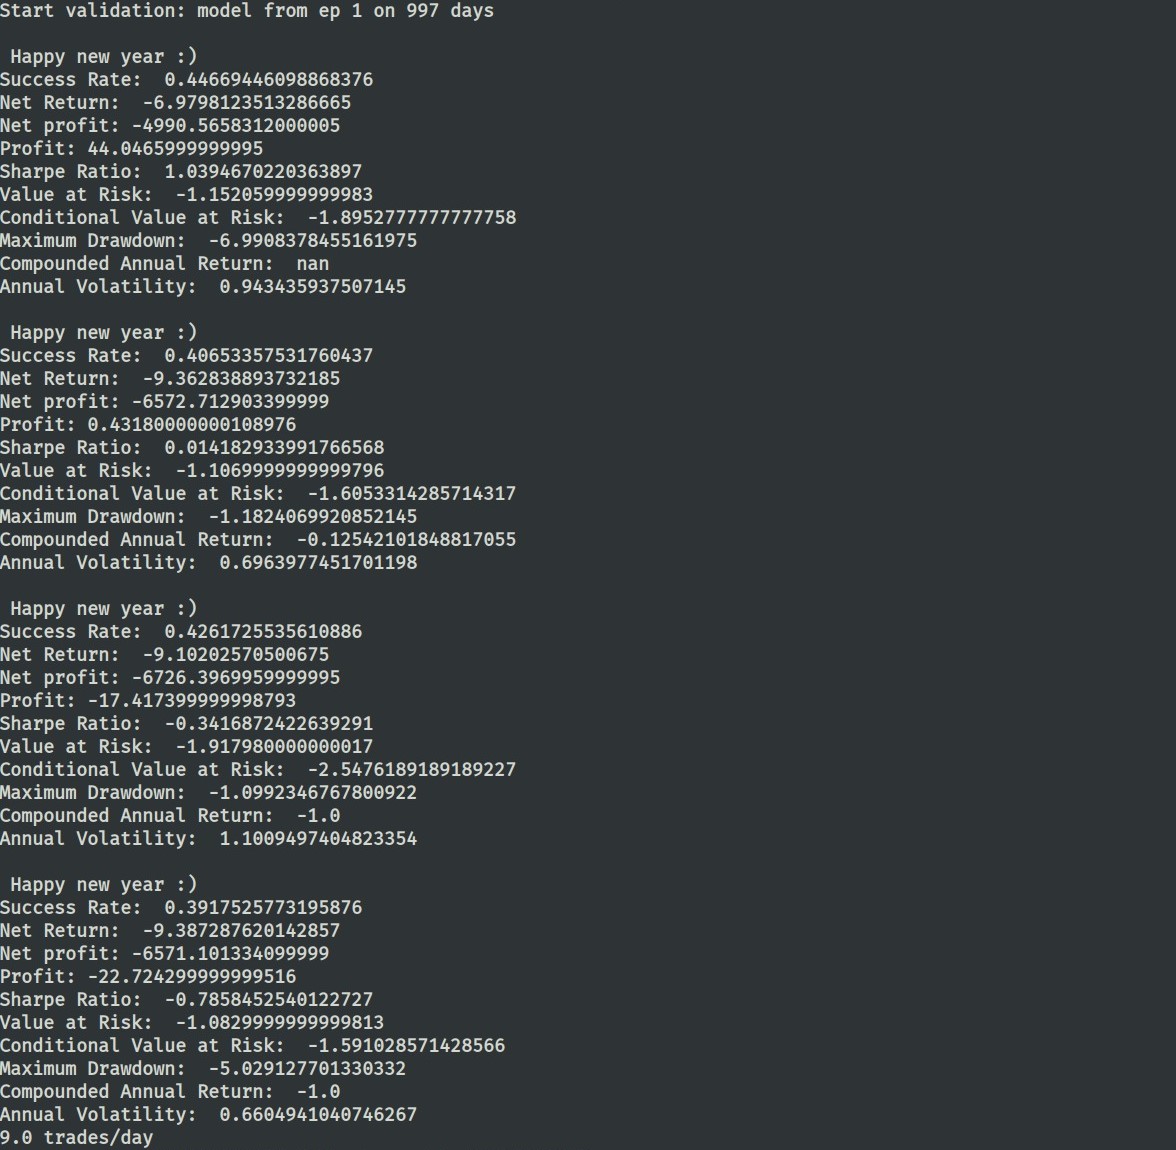 Start validation: model from ep 1 on 997 days
Happy new year :)
Success Rate:  0.44669446098868376
Net Return:  -6.9798123513286665
Net profit: -4990.5658312000005
Profit: 44.0465999999995
Sharpe Ratio:  1.0394670220363897
Value at Risk:  -1.152059999999983
Conditional Value at Risk:  -1.8952777777777758
Maximum Drawdown:  -6.9908378455161975
Compounded Annual Return:  nan
Annual Volatility:  0.943435937507145
Happy new year :)
Success Rate:  0.40653357531760437
Net Return:  -9.362838893732185
Net profit: -6572.712903399999
Profit: 0.43180000000108976
Sharpe Ratio:  0.014182933991766568
Value at Risk:  -1.1069999999999796
Conditional Value at Risk:  -1.6053314285714317
Maximum Drawdown:  -1.1824069920852145
Compounded Annual Return:  -0.12542101848817055
Annual Volatility:  0.6963977451701198
Happy new year :)
Success Rate:  0.4261725535610886
Net Return:  -9.10202570500675
Net profit: -6726.3969959999995
Profit: -17.417399999998793
Sharpe Ratio:  -0.3416872422639291
Value at Risk:  -1.917980000000017
Conditional Value at Risk:  -2.5476189189189227
Maximum Drawdown:  -1.0992346767800922
Compounded Annual Return:  -1.0
Annual Volatility:  1.1009497404823354
Happy new year :)
Success Rate:  0.3917525773195876
Net Return:  -9.387287620142857
Net profit: -6571.101334099999
Profit: -22.724299999999516
Sharpe Ratio:  -0.7858452540122727
Value at Risk:  -1.0829999999999813
Conditional Value at Risk:  -1.591028571428566
Maximum Drawdown:  -5.029127701330332
Compounded Annual Return:  -1.0
Annual Volatility:  0.6604941040746267
9.0 trades/day